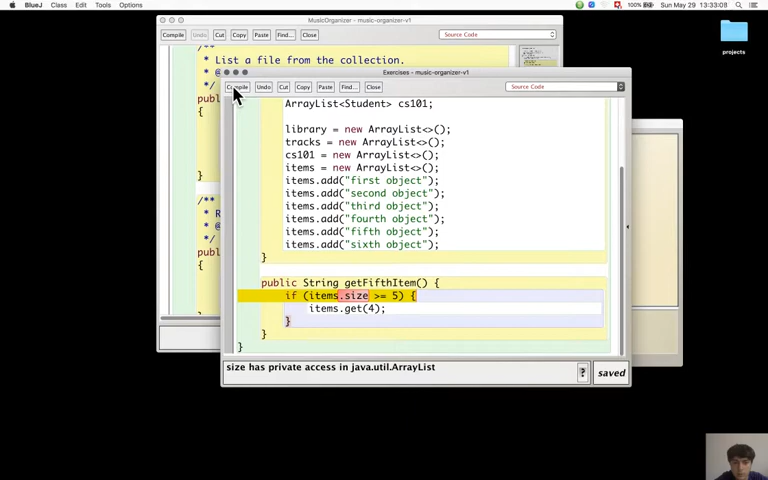 BlueJ Class Edit Tools Options 100% Sun May 29 13:33:08
MusicOrganizer - music-organizer-v1
Compile Undo Cut Copy Paste Find... Close Source Code
/**
* List a file from the collection.
*/
publ
{
}
/**
* R
* @
*/
publ
{
projects
Exercises - music-organizer-v1
Compile Undo Cut Copy Paste Find... Close Source Code
ArrayList<Student> cs101;
library = new ArrayList<>();
tracks = new ArrayList<>();
cs101 = new ArrayList<>();
items = new ArrayList<>();
items.add("first object");
items.add("second object");
items.add("third object");
items.add("fourth object");
items.add("fifth object");
items.add("sixth object");
}
public String getFifthItem() {
if (items.size >= 5) {
items.get(4);
}
}
}
size has private access in java.util.ArrayList
? saved